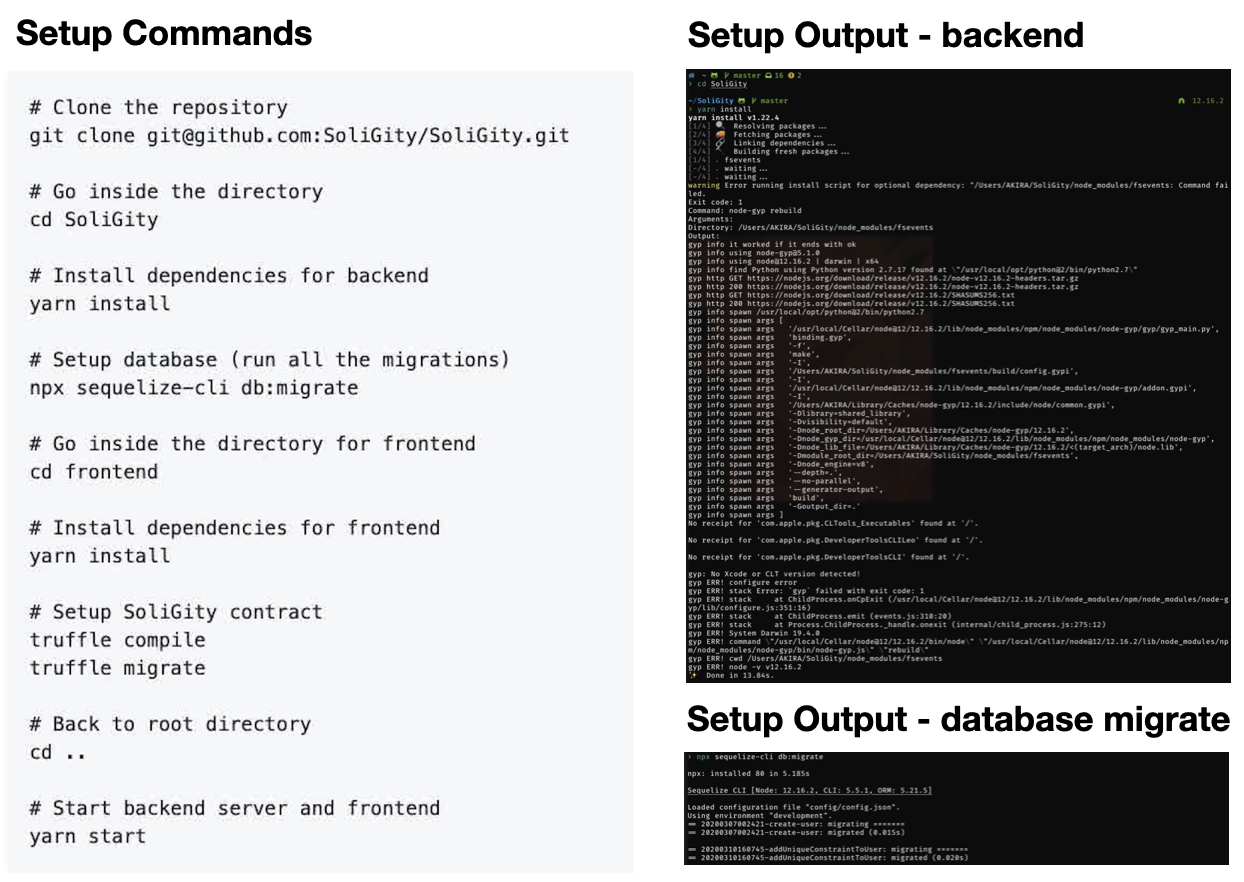 Setup Commands
# Clone the repository
git clone git@github.com:SoliGity/SoliGity.git
# Go inside the directory
cd SoliGity
# Install dependencies for backend
yarn install
# Setup database (run all the migrations)
npx sequelize-cli db:migrate
# Go inside the directory for frontend
cd frontend
# Install dependencies for frontend
yarn install
# Setup SoliGity contract
truffle compile
truffle migrate
# Back to root directory
cd ..
# Start backend server and frontend
yarn start
Setup Output - backend
~ master 16 2
› cd SoliGity
~/SoliGity master 12.16.2
› yarn install
yarn install v1.22.4
[1/4] Resolving packages...
[2/4] Fetching packages...
[3/4] Linking dependencies...
[4/4] Building fresh packages...
[1/4] . fsevents
[-/4] . waiting...
[-/4] . waiting...
warning Error running install script for optional dependency: "/Users/AKIRA/SoliGity/node_modules/fsevents: Command fai
led.
Exit code: 1
Command: node-gyp rebuild
Arguments:
Directory: /Users/AKIRA/SoliGity/node_modules/fsevents
Output:
gyp info it worked if it ends with ok
gyp info using node-gyp@5.1.0
gyp info using node@12.16.2 | darwin | x64
gyp info find Python using Python version 2.7.17 found at \"/usr/local/opt/python@2/bin/python2.7\"
gyp http GET https://nodejs.org/download/release/v12.16.2/node-v12.16.2-headers.tar.gz
gyp http 200 https://nodejs.org/download/release/v12.16.2/node-v12.16.2-headers.tar.gz
gyp http GET https://nodejs.org/download/release/v12.16.2/SHASUMS256.txt
gyp http 200 https://nodejs.org/download/release/v12.16.2/SHASUMS256.txt
gyp info spawn /usr/local/opt/python@2/bin/python2.7
gyp info spawn args [
gyp info spawn args   '/usr/local/Cellar/node@12/12.16.2/lib/node_modules/npm/node_modules/node-gyp/gyp/gyp_main.py',
gyp info spawn args   'binding.gyp',
gyp info spawn args   '-f',
gyp info spawn args   'make',
gyp info spawn args   '-I',
gyp info spawn args   '/Users/AKIRA/SoliGity/node_modules/fsevents/build/config.gypi',
gyp info spawn args   '-I',
gyp info spawn args   '/usr/local/Cellar/node@12/12.16.2/lib/node_modules/npm/node_modules/node-gyp/addon.gypi',
gyp info spawn args   '-I',
gyp info spawn args   '/Users/AKIRA/Library/Caches/node-gyp/12.16.2/include/node/common.gypi',
gyp info spawn args   '-Dlibrary=shared_library',
gyp info spawn args   '-Dvisibility=default',
gyp info spawn args   '-Dnode_root_dir=/Users/AKIRA/Library/Caches/node-gyp/12.16.2',
gyp info spawn args   '-Dnode_gyp_dir=/usr/local/Cellar/node@12/12.16.2/lib/node_modules/npm/node_modules/node-gyp',
gyp info spawn args   '-Dnode_lib_file=/Users/AKIRA/Library/Caches/node-gyp/12.16.2/<(target_arch)/node.lib',
gyp info spawn args   '-Dmodule_root_dir=/Users/AKIRA/SoliGity/node_modules/fsevents',
gyp info spawn args   '-Dnode_engine=v8',
gyp info spawn args   '--depth=.',
gyp info spawn args   '--no-parallel',
gyp info spawn args   '--generator-output',
gyp info spawn args   'build',
gyp info spawn args   '-Goutput_dir=.'
gyp info spawn args ]
No receipt for 'com.apple.pkg.CLTools_Executables' found at '/'.
No receipt for 'com.apple.pkg.DeveloperToolsCLILeo' found at '/'.
No receipt for 'com.apple.pkg.DeveloperToolsCLI' found at '/'.
gyp: No Xcode or CLT version detected!
gyp ERR! configure error
gyp ERR! stack Error: `gyp` failed with exit code: 1
gyp ERR! stack     at ChildProcess.onCpExit (/usr/local/Cellar/node@12/12.16.2/lib/node_modules/npm/node_modules/node-g
yp/lib/configure.js:351:16)
gyp ERR! stack     at ChildProcess.emit (events.js:310:20)
gyp ERR! stack     at Process.ChildProcess._handle.onexit (internal/child_process.js:275:12)
gyp ERR! System Darwin 19.4.0
gyp ERR! command \"/usr/local/Cellar/node@12/12.16.2/bin/node\" \"/usr/local/Cellar/node@12/12.16.2/lib/node_modules/np
m/node_modules/node-gyp/bin/node-gyp.js\" \"rebuild\"
gyp ERR! cwd /Users/AKIRA/SoliGity/node_modules/fsevents
gyp ERR! node -v v12.16.2
✨ Done in 13.84s.
Setup Output - database migrate
› npx sequelize-cli db:migrate
npx: installed 80 in 5.185s
Sequelize CLI [Node: 12.16.2, CLI: 5.5.1, ORM: 5.21.5]
Loaded configuration file "config/config.json".
Using environment "development".
== 20200307002421-create-user: migrating =======
== 20200307002421-create-user: migrated (0.015s)
== 20200310160745-addUniqueConstraintToUser: migrating =======
== 20200310160745-addUniqueConstraintToUser: migrated (0.020s)